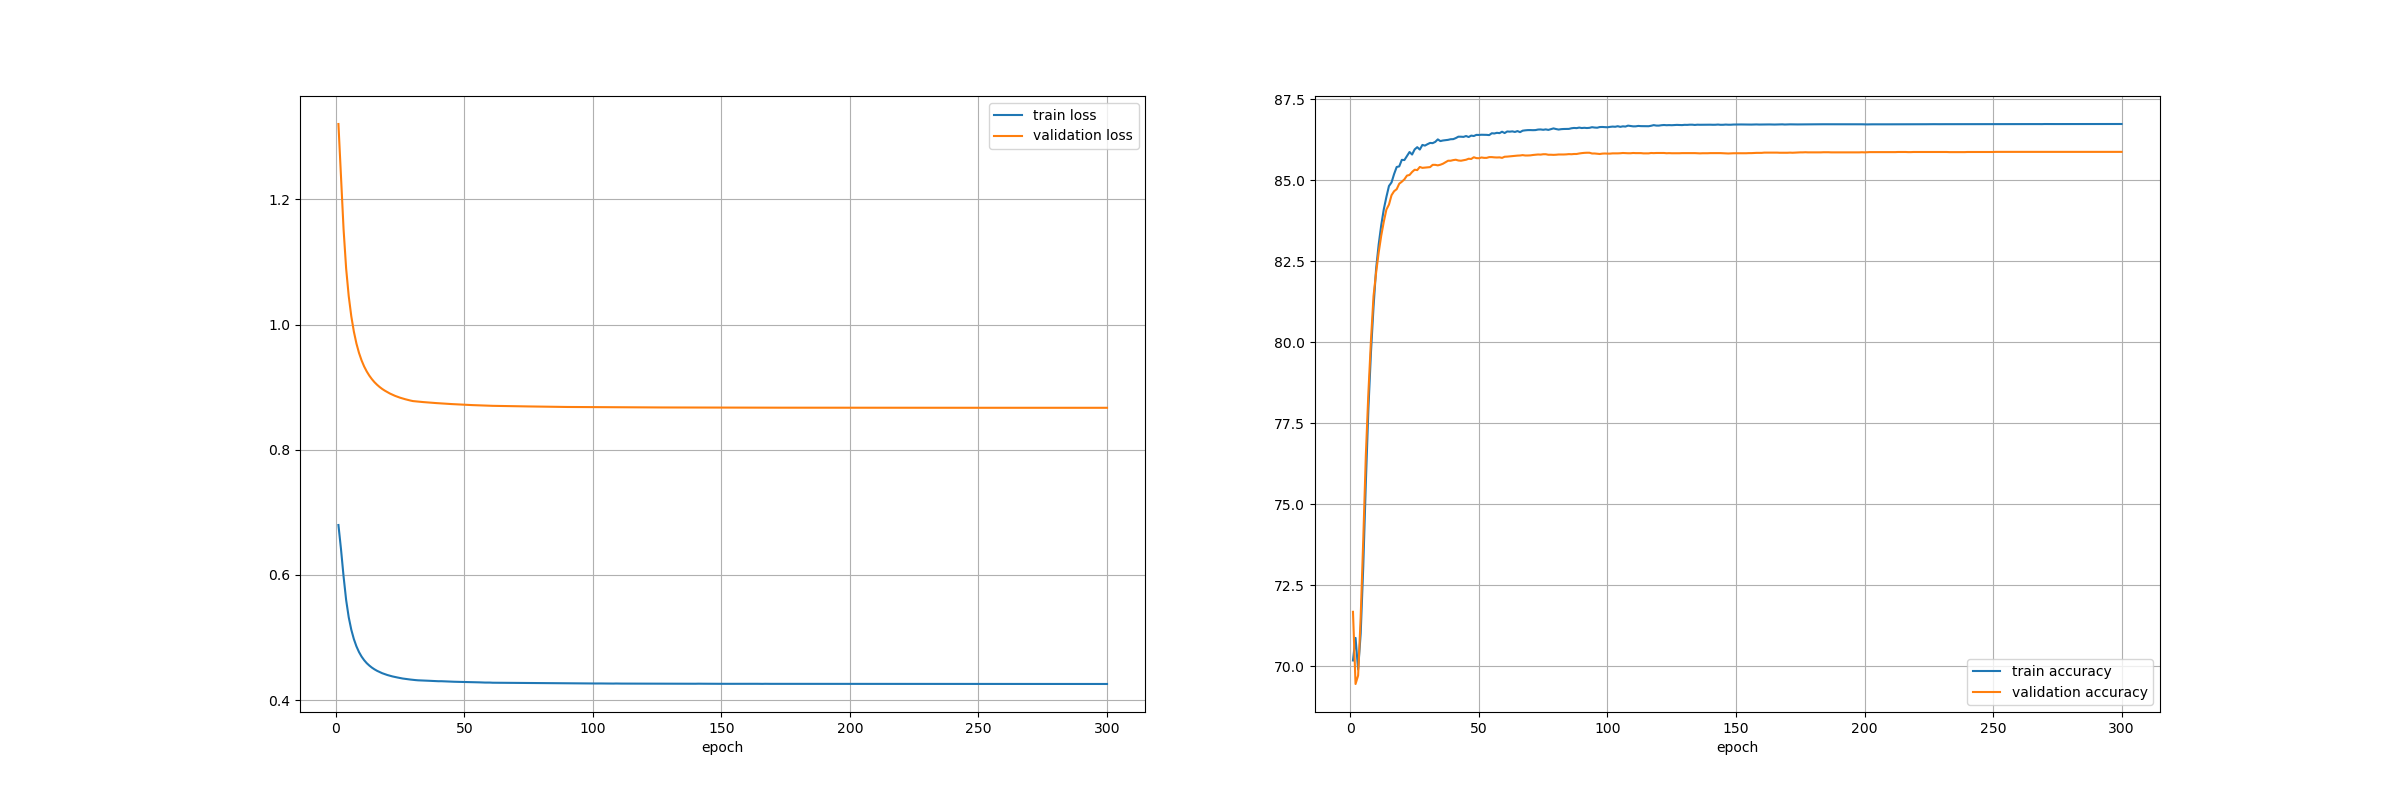 train loss
validation loss
1.2
1.0
0.8
0.6
0.4
0 50 100 150 200 250 300
epoch
87.5
85.0
82.5
80.0
77.5
75.0
72.5
70.0
train accuracy
validation accuracy
0 50 100 150 200 250 300
epoch